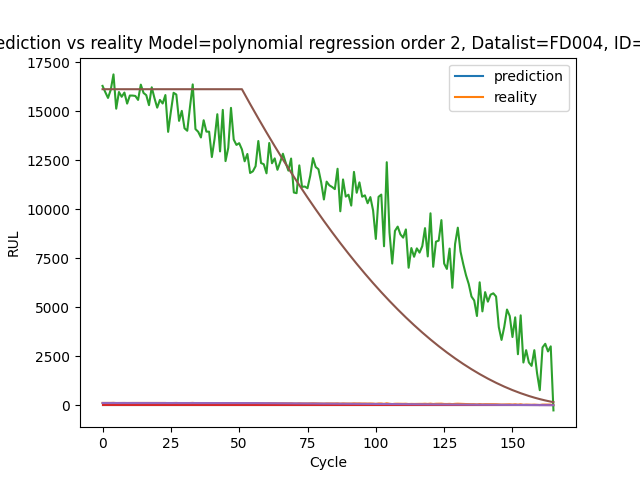 ediction vs reality Model=polynomial regression order 2, Datalist=FD004, ID=
17500
15000
12500
10000
7500
5000
2500
0
RUL
prediction
reality
0 25 50 75 100 125 150
Cycle